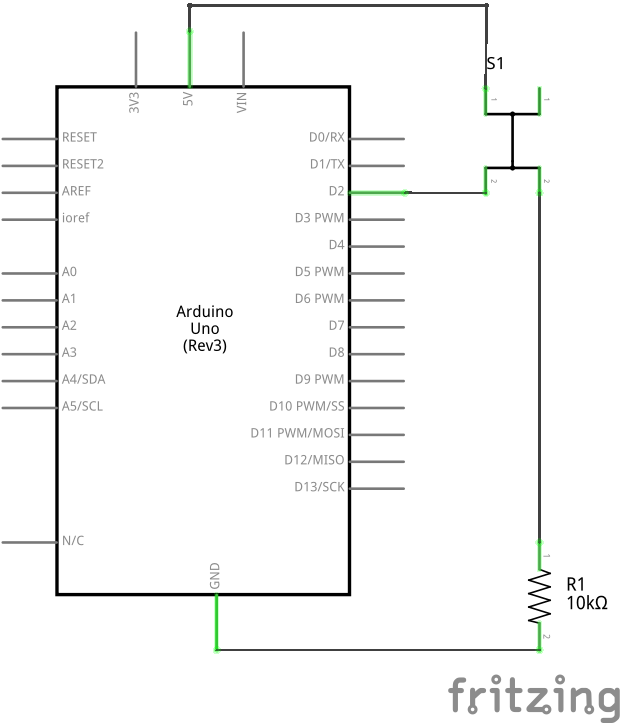 S1
1
1
3V3
5V
VIN
RESET
D0/RX
RESET2
D1/TX
AREF
D2
2
2
ioref
D3 PWM
D4
A0
D5 PWM
A1
D6 PWM
Arduino
Uno
(Rev3)
A2
D7
A3
D8
A4/SDA
D9 PWM
A5/SCL
D10 PWM/SS
D11 PWM/MOSI
D12/MISO
D13/SCK
N/C
GND
1
R1
10kΩ
2
fritzing